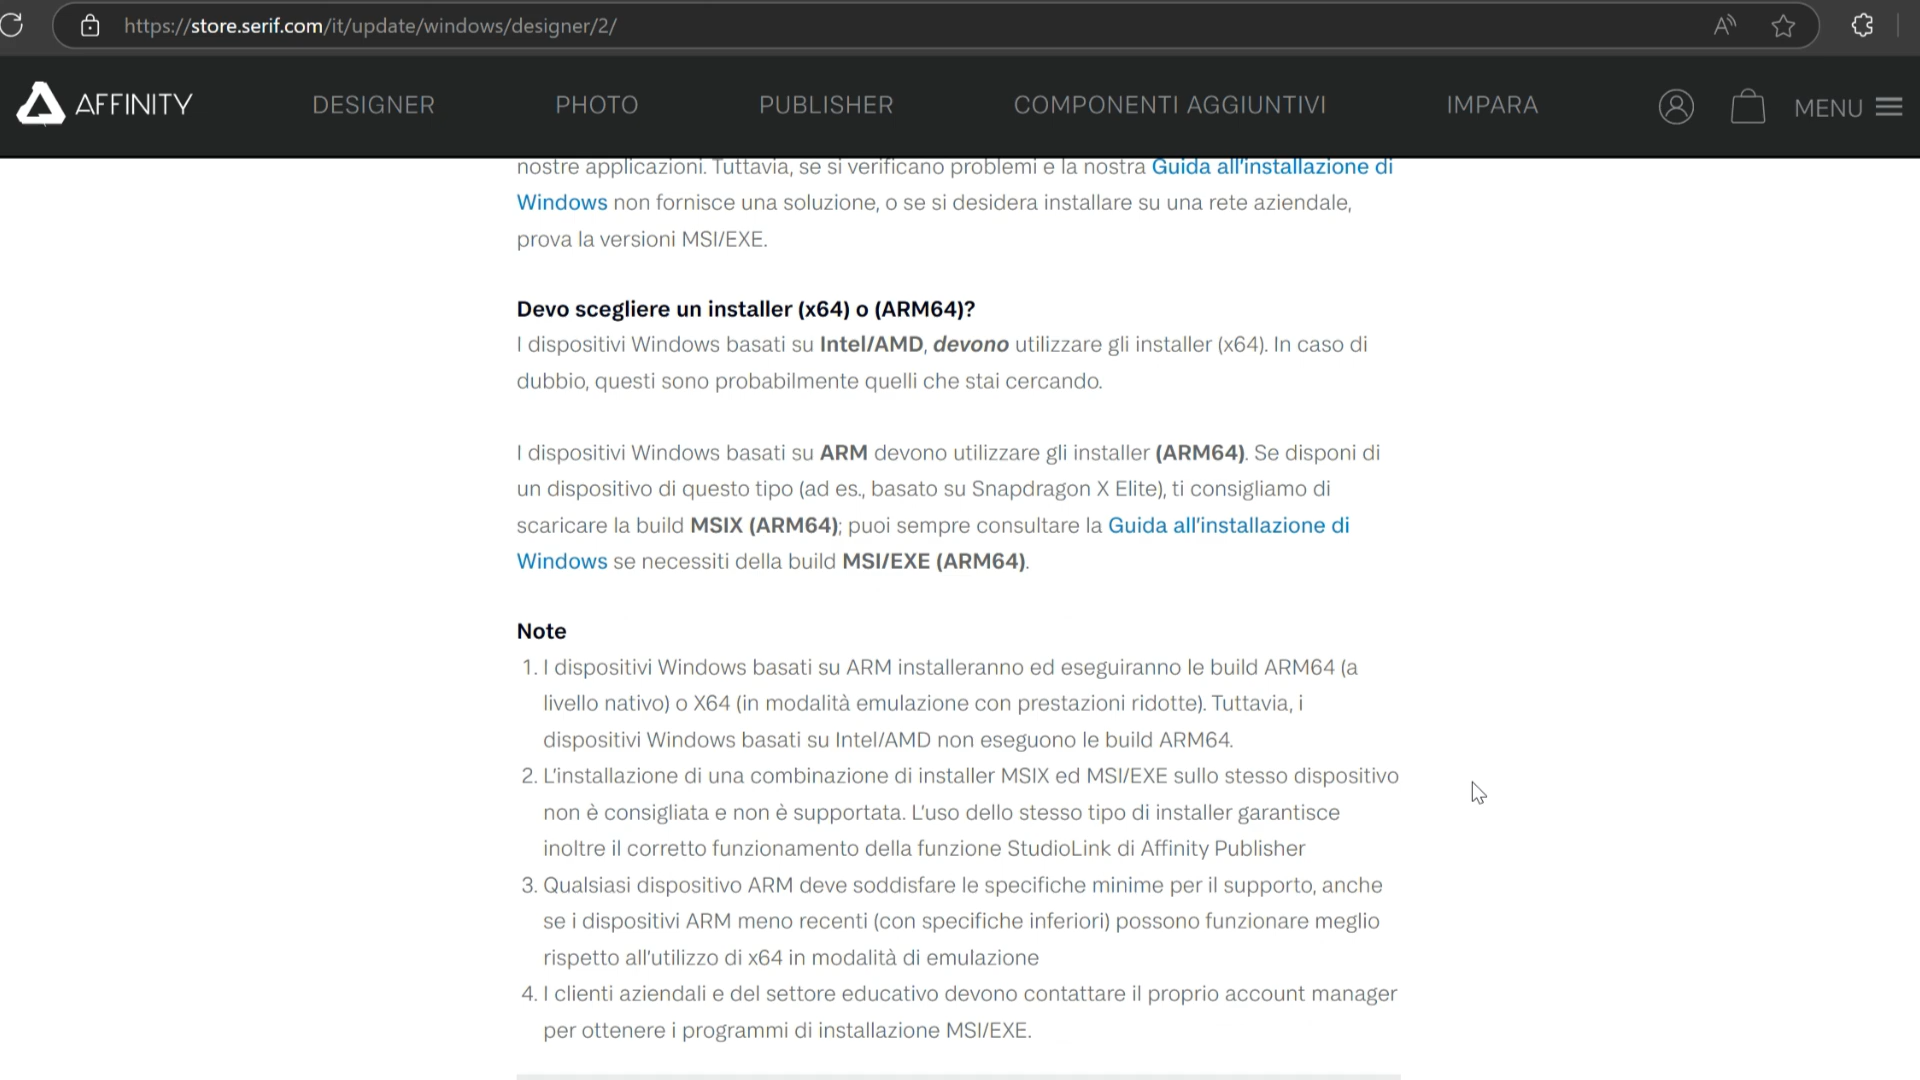 https://store.serif.com/it/update/windows/designer/2/
AFFINITY
DESIGNER
PHOTO
PUBLISHER
COMPONENTI AGGIUNTIVI
IMPARA
MENU
nostre applicazioni. Tuttavia, se si verificano problemi e la nostra Guida all'installazione di
Windows non fornisce una soluzione, o se si desidera installare su una rete aziendale,
prova la versioni MSI/EXE.
Devo scegliere un installer (x64) o (ARM64)?
I dispositivi Windows basati su Intel/AMD, devono utilizzare gli installer (x64). In caso di
dubbio, questi sono probabilmente quelli che stai cercando.
I dispositivi Windows basati su ARM devono utilizzare gli installer (ARM64). Se disponi di
un dispositivo di questo tipo (ad es., basato su Snapdragon X Elite), ti consigliamo di
scaricare la build MSIX (ARM64); puoi sempre consultare la Guida all'installazione di
Windows se necessiti della build MSI/EXE (ARM64).
Note
1. I dispositivi Windows basati su ARM installeranno ed eseguiranno le build ARM64 (a
livello nativo) o X64 (in modalità emulazione con prestazioni ridotte). Tuttavia, i
dispositivi Windows basati su Intel/AMD non eseguono le build ARM64.
2. L'installazione di una combinazione di installer MSIX ed MSI/EXE sullo stesso dispositivo
non è consigliata e non è supportata. L'uso dello stesso tipo di installer garantisce
inoltre il corretto funzionamento della funzione StudioLink di Affinity Publisher
3. Qualsiasi dispositivo ARM deve soddisfare le specifiche minime per il supporto, anche
se i dispositivi ARM meno recenti (con specifiche inferiori) possono funzionare meglio
rispetto all'utilizzo di x64 in modalità di emulazione
4. I clienti aziendali e del settore educativo devono contattare il proprio account manager
per ottenere i programmi di installazione MSI/EXE.